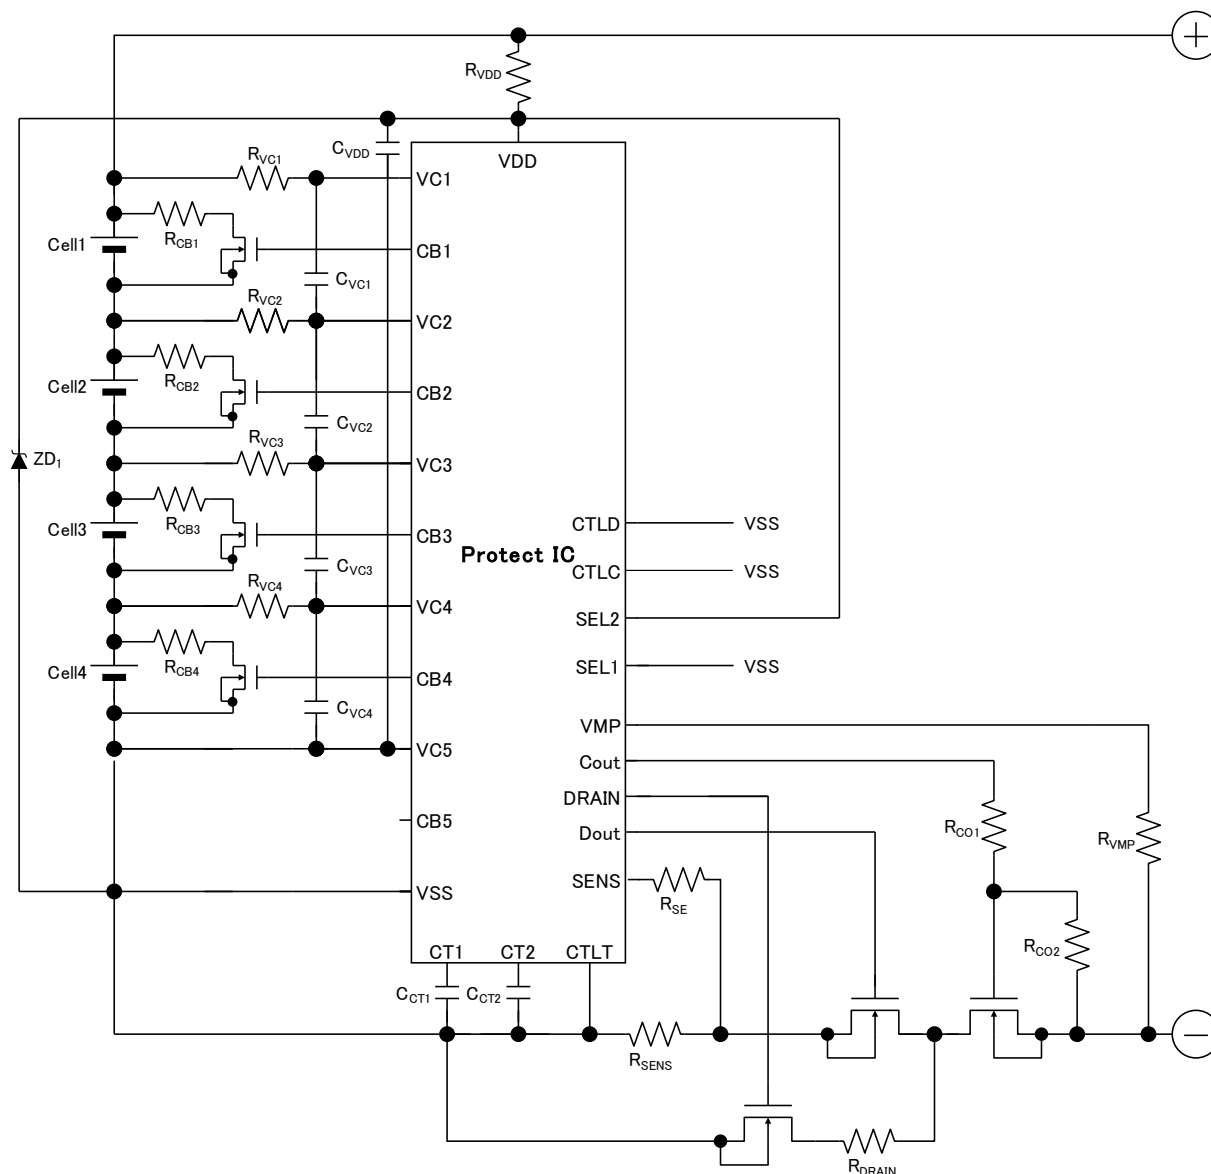 +
RVDD
CVDD
VDD
RVC1
VC1
Cell1
RCB1
CB1
CVC1
RVC2
VC2
Cell2
RCB2
CB2
CVC2
RVC3
VC3
ZD1
Cell3
RCB3
CB3
CVC3
Protect IC
CTLD
VSS
CTLC
VSS
RVC4
VC4
SEL2
Cell4
RCB4
CB4
CVC4
SEL1
VSS
VC5
VMP
Cout
DRAIN
CB5
Dout
RCO1
RVMP
VSS
SENS
RSE
RCO2
CT1
CT2
CTLT
CCT1
CCT2
RSENS
−
RDRAIN